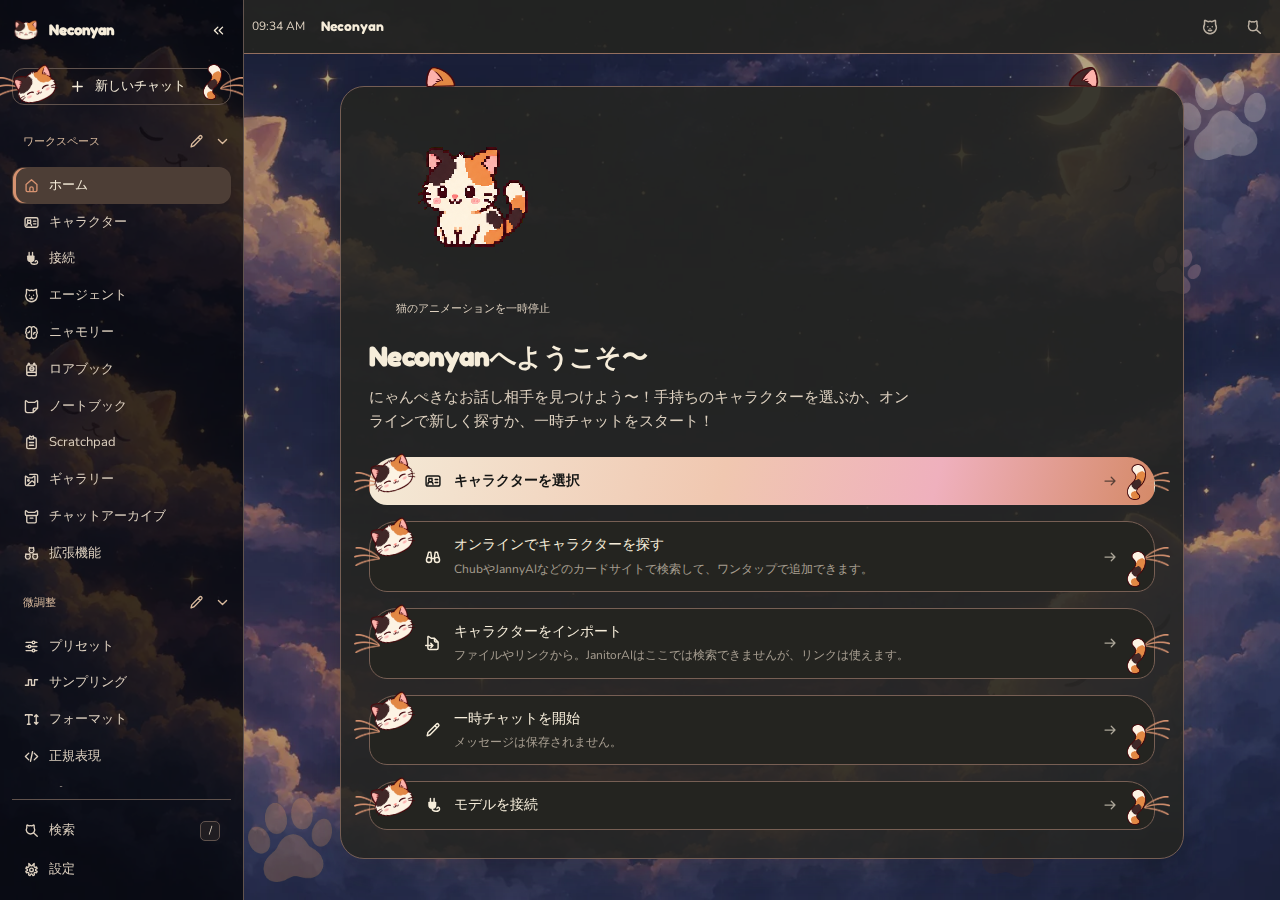 Neconyan
新しいチャット
ワークスペース
ホーム
キャラクター
接続
エージェント
ニャモリー
ロアブック
ノートブック
Scratchpad
ギャラリー
チャットアーカイブ
拡張機能
微調整
プリセット
サンプリング
フォーマット
正規表現
検索 /
設定
09:34 AM Neconyan
猫のアニメーションを一時停止
Neconyanへようこそ〜
にゃんぺきなお話し相手を見つけよう〜！手持ちのキャラクターを選ぶか、オン
ラインで新しく探すか、一時チャットをスタート！
キャラクターを選択
オンラインでキャラクターを探す
ChubやJannyAIなどのカードサイトで検索して、ワンタップで追加できます。
キャラクターをインポート
ファイルやリンクから。JanitorAIはここでは検索できませんが、リンクは使えます。
一時チャットを開始
メッセージは保存されません。
モデルを接続